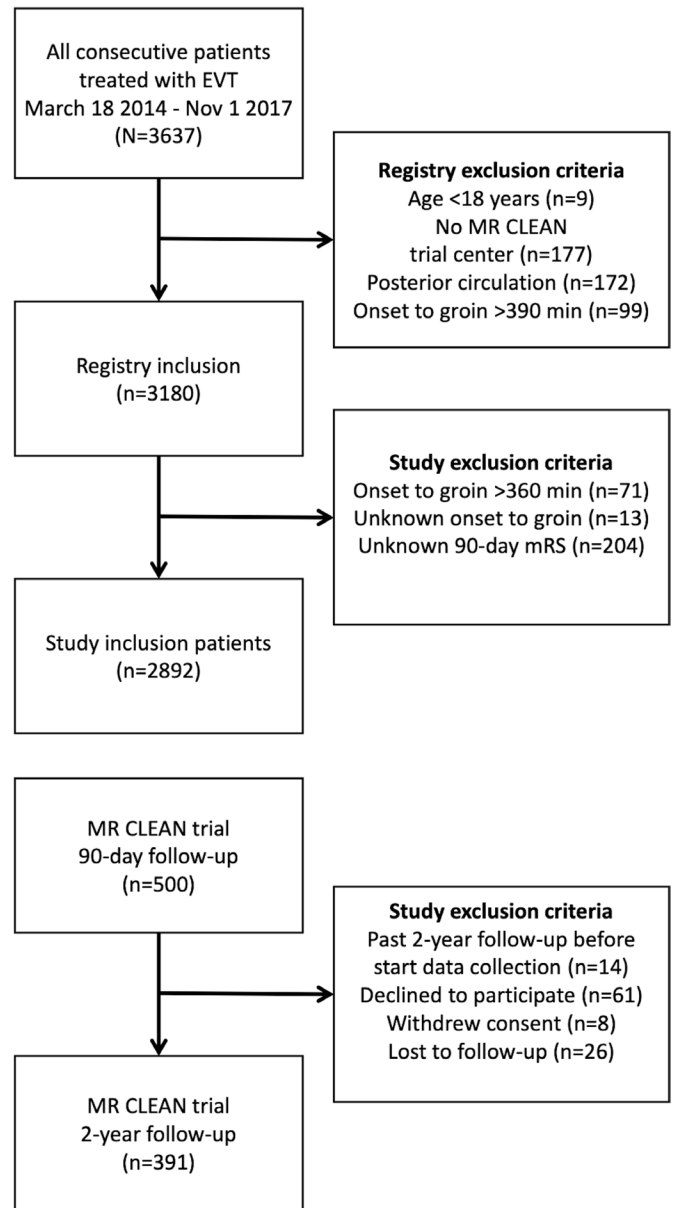 All consecutive patients
treated with EVT
March 18 2014 - Nov 1 2017
(N=3637)
Registry exclusion criteria
Age <18 years (n=9)
No MR CLEAN
trial center (n=177)
Posterior circulation (n=172)
Onset to groin >390 min (n=99)
Registry inclusion
(n=3180)
Study exclusion criteria
Onset to groin >360 min (n=71)
Unknown onset to groin (n=13)
Unknown 90-day mRS (n=204)
Study inclusion patients
(n=2892)
MR CLEAN trial
90-day follow-up
(n=500)
Study exclusion criteria
Past 2-year follow-up before
start data collection (n=14)
Declined to participate (n=61)
Withdrew consent (n=8)
Lost to follow-up (n=26)
MR CLEAN trial
2-year follow-up
(n=391)